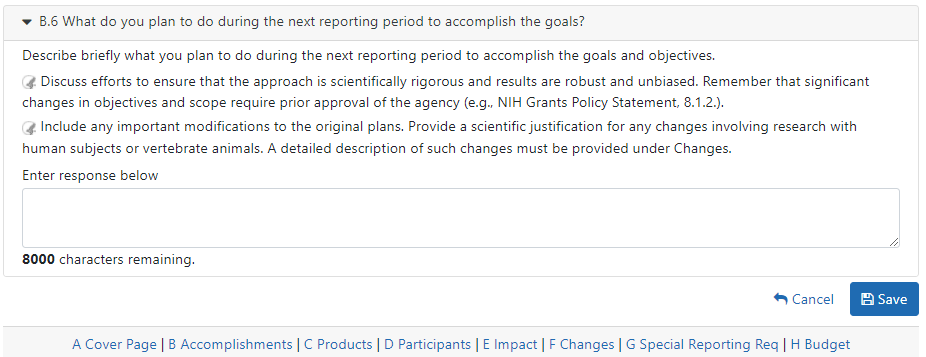 B.6 What do you plan to do during the next reporting period to accomplish the goals?
Describe briefly what you plan to do during the next reporting period to accomplish the goals and objectives.
Discuss efforts to ensure that the approach is scientifically rigorous and results are robust and unbiased. Remember that significant
changes in objectives and scope require prior approval of the agency (e.g., NIH Grants Policy Statement, 8.1.2.).
Include any important modifications to the original plans. Provide a scientific justification for any changes involving research with
human subjects or vertebrate animals. A detailed description of such changes must be provided under Changes.
Enter response below
8000 characters remaining.
Cancel Save
A Cover Page | B Accomplishments | C Products | D Participants | E Impact | F Changes | G Special Reporting Req | H Budget